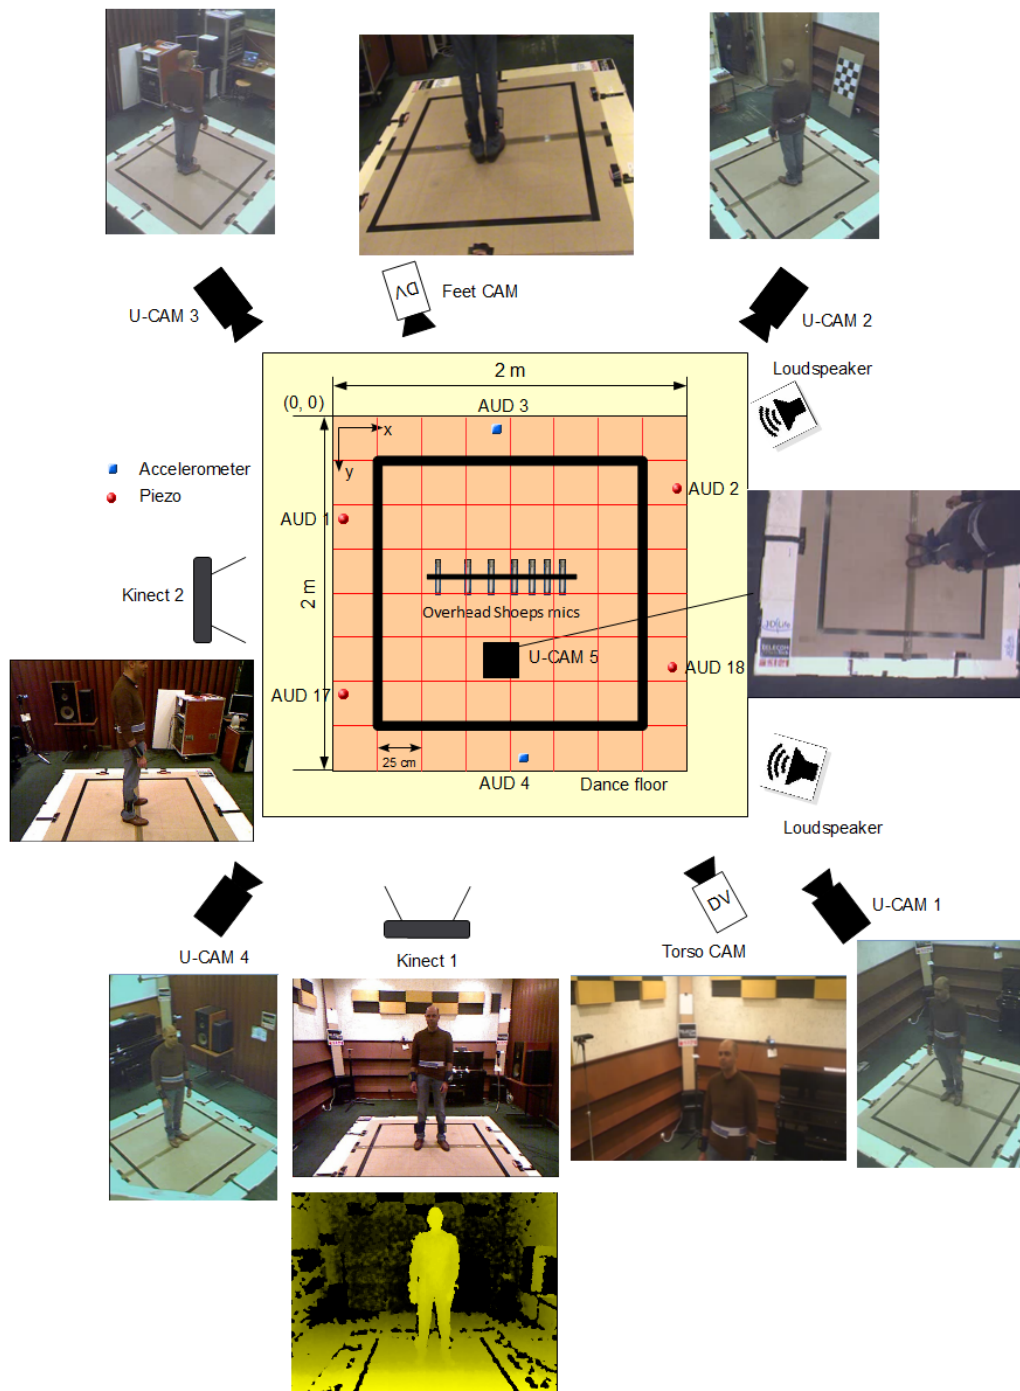 Feet CAM
DV
U-CAM 3
U-CAM 2
Loudspeaker
2 m
(0, 0)
AUD 3
x
y
Accelerometer
Piezo
AUD 2
AUD 1
2 m
Kinect 2
Overhead Shoeps mics
U-CAM 5
AUD 18
AUD 17
25 cm
AUD 4
Dance floor
Loudspeaker
DV
U-CAM 1
U-CAM 4
Kinect 1
Torso CAM
TELECOM